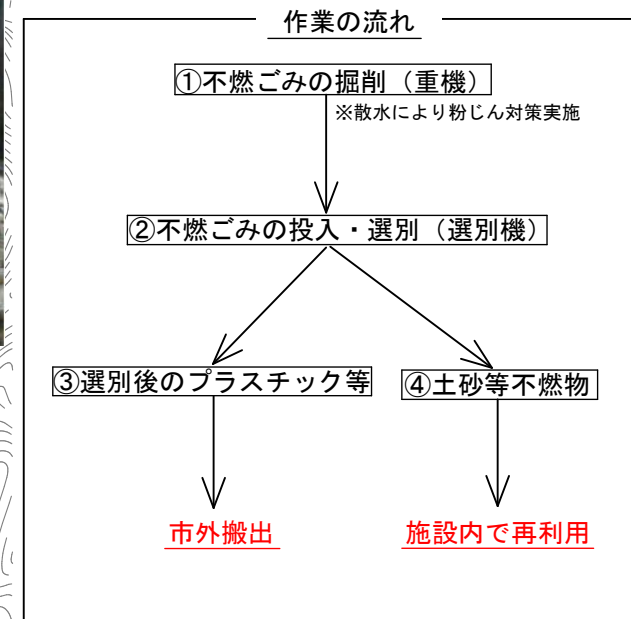 作業の流れ
①不燃ごみの掘削（重機）
※散水により粉じん対策実施
②不燃ごみの投入・選別（選別機）
③選別後のプラスチック等
④土砂等不燃物
市外搬出
施設内で再利用